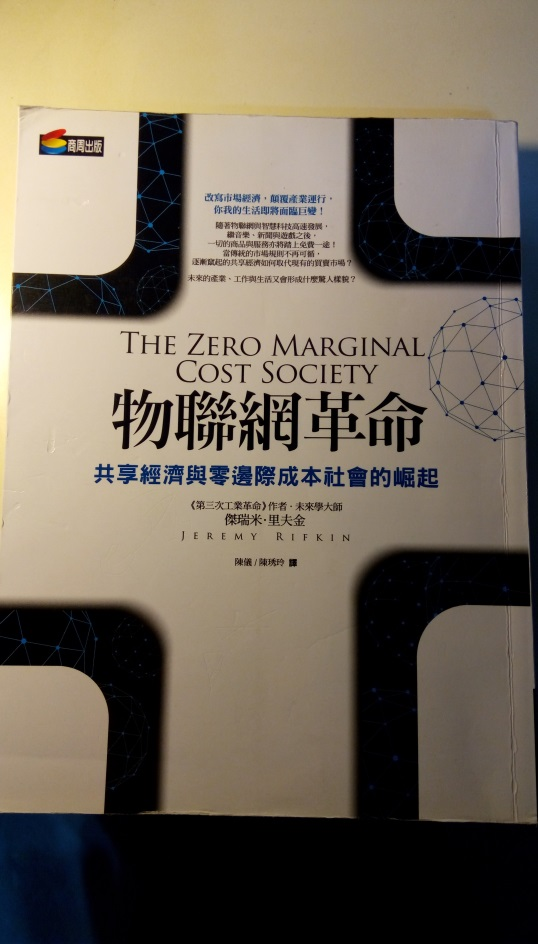 商周出版
改寫市場經濟，顛覆產業運行，
你我的生活即將面臨巨變！
隨著物聯網與智慧科技高速發展，
繼音樂、新聞與遊戲之後，
一切的商品與服務亦將踏上免費一途！
當傳統的市場規則不再可循，
逐漸竄起的共享經濟如何取代現有的買賣市場？
未來的產業、工作與生活又會形成什麼驚人樣貌？
THE ZERO MARGINAL
COST SOCIETY
物聯網革命
共享經濟與零邊際成本社會的崛起
《第三次工業革命》作者．未來學大師
傑瑞米·里夫金
JEREMY RIFKIN
陳儀/陳琇玲 譯